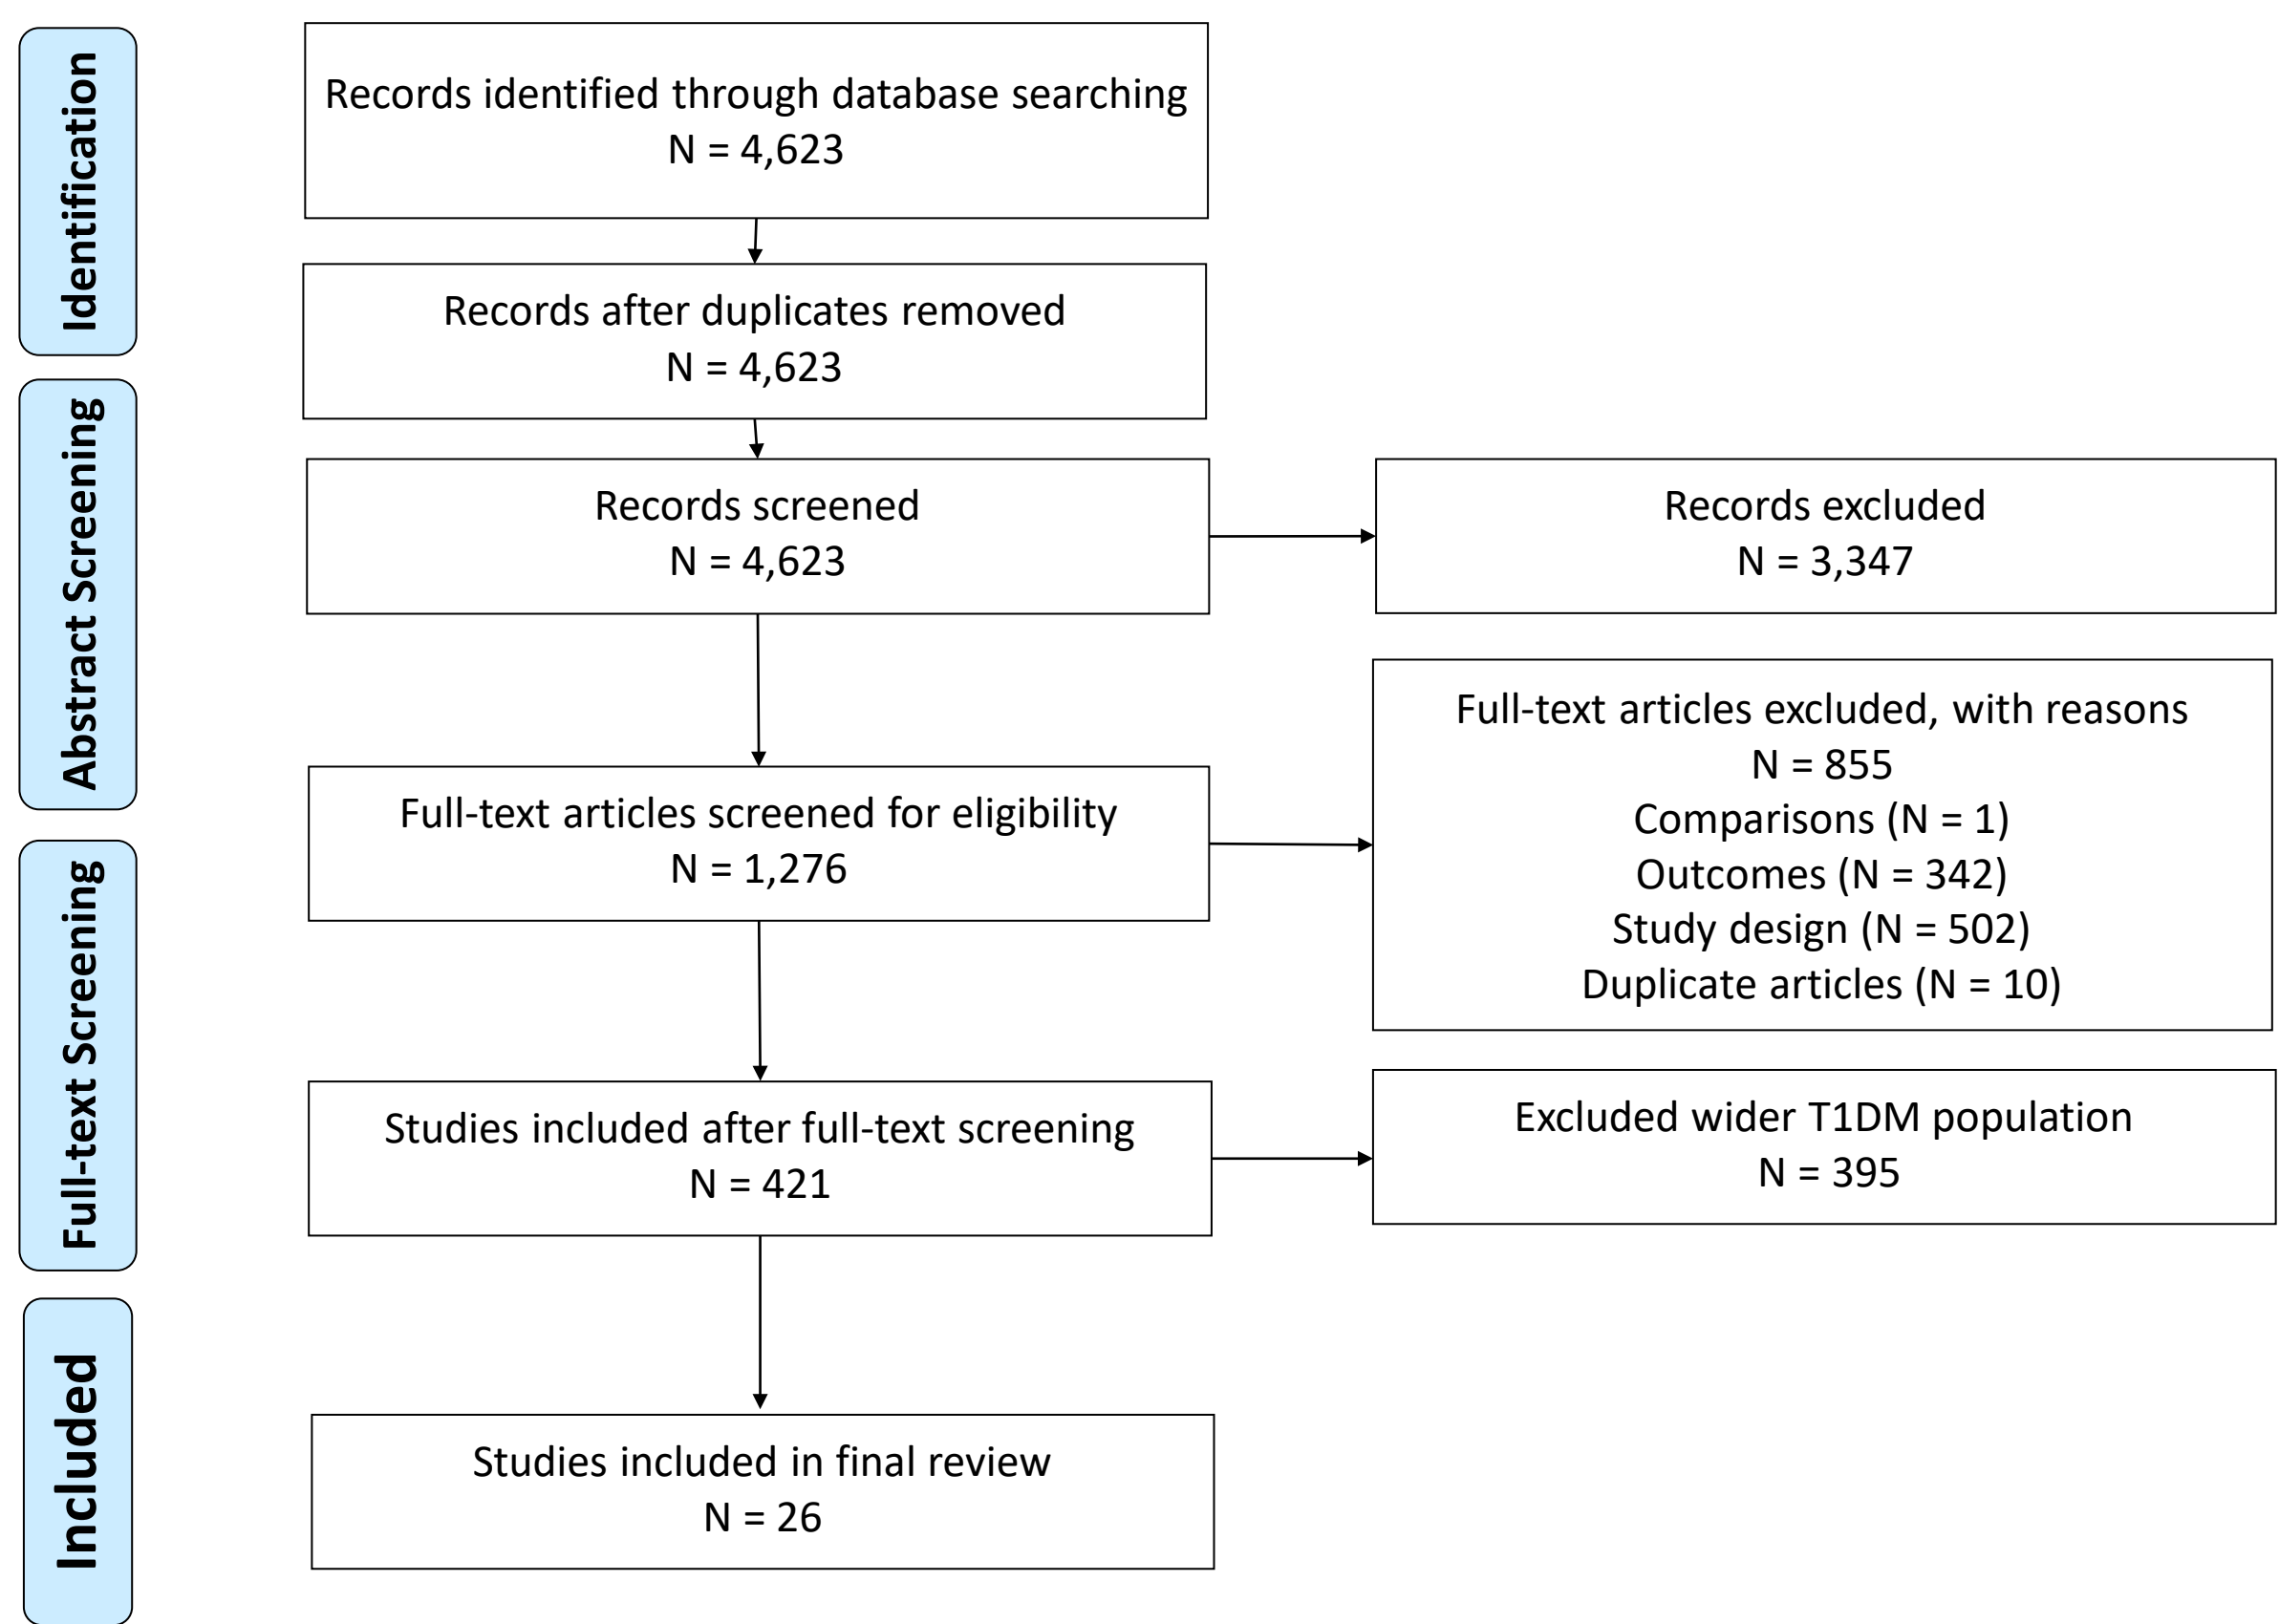 Identification
Records identified through database searching
N = 4,623
Records after duplicates removed
N = 4,623
Abstract Screening
Records screened
N = 4,623
Records excluded
N = 3,347
Full-text articles screened for eligibility
N = 1,276
Full-text articles excluded, with reasons
N = 855
Comparisons (N = 1)
Outcomes (N = 342)
Study design (N = 502)
Duplicate articles (N = 10)
Full-text Screening
Studies included after full-text screening
N = 421
Excluded wider T1DM population
N = 395
Included
Studies included in final review
N = 26